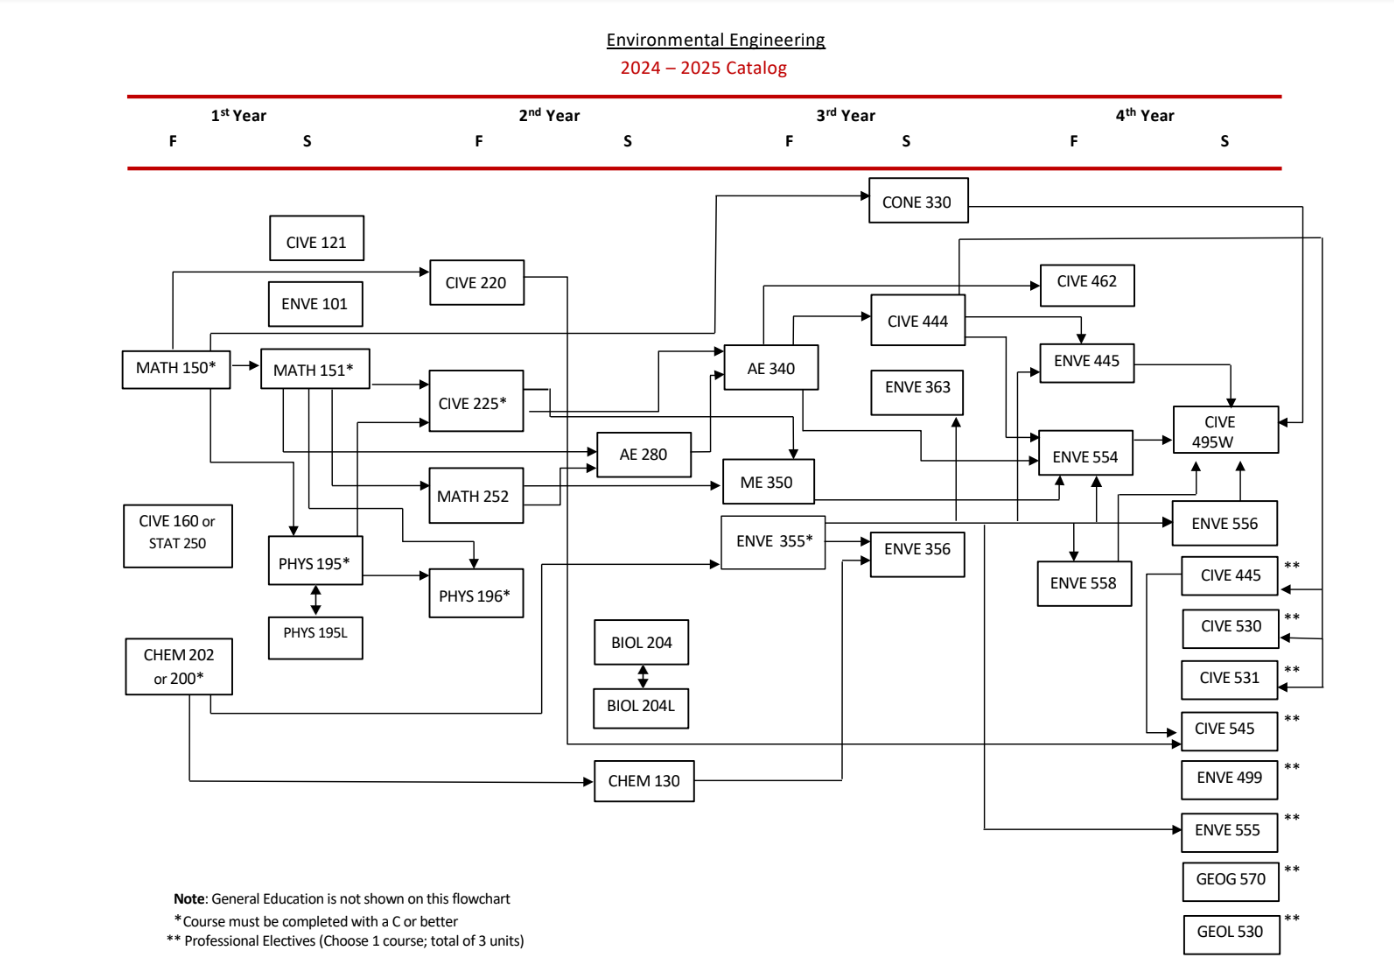 Environmental Engineering
2024 – 2025 Catalog
1st Year 2nd Year 3rd Year 4th Year
F S F S F S F S
CONE 330
CIVE 121
CIVE 220
CIVE 462
ENVE 101
CIVE 444
MATH 150*
MATH 151*
AE 340
ENVE 445
ENVE 363
CIVE 225*
CIVE
495W
AE 280
ENVE 554
ME 350
MATH 252
CIVE 160 or
STAT 250
ENVE 556
ENVE 355*
ENVE 356
PHYS 195*
CIVE 445 **
ENVE 558
PHYS 196*
PHYS 195L
CIVE 530 **
BIOL 204
CHEM 202
or 200*
CIVE 531 **
BIOL 204L
CIVE 545 **
CHEM 130
ENVE 499 **
ENVE 555 **
GEOG 570 **
GEOL 530 **
Note: General Education is not shown on this flowchart
*Course must be completed with a C or better
** Professional Electives (Choose 1 course; total of 3 units)